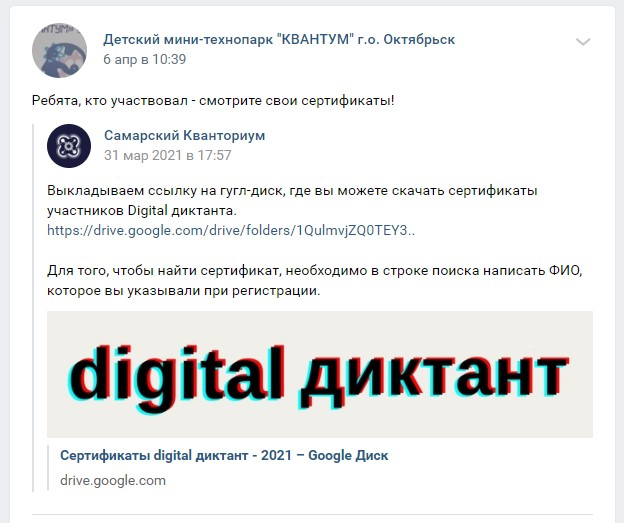 Детский мини-технопарк "КВАНТУМ" г.о. Октябрьск
6 апр в 10:39
Ребята, кто участвовал - смотрите свои сертификаты!
Самарский Кванториум
31 мар 2021 в 17:57
Выкладываем ссылку на гугл-диск, где вы можете скачать сертификаты
участников Digital диктанта.
https://drive.google.com/drive/folders/1QulmvjZQ0TEY3..
Для того, чтобы найти сертификат, необходимо в строке поиска написать ФИО,
которое вы указывали при регистрации.
digital диктант
Сертификаты digital диктант - 2021 – Google Диск
drive.google.com